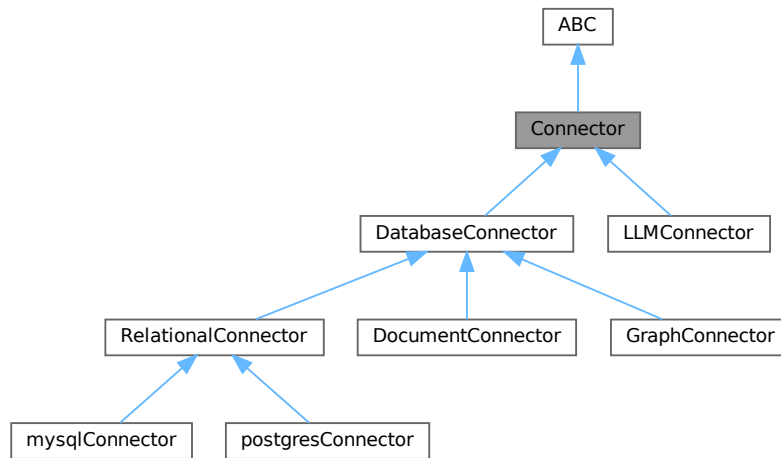 ABC
Connector
DatabaseConnector
LLMConnector
RelationalConnector
DocumentConnector
GraphConnector
mysqlConnector
postgresConnector